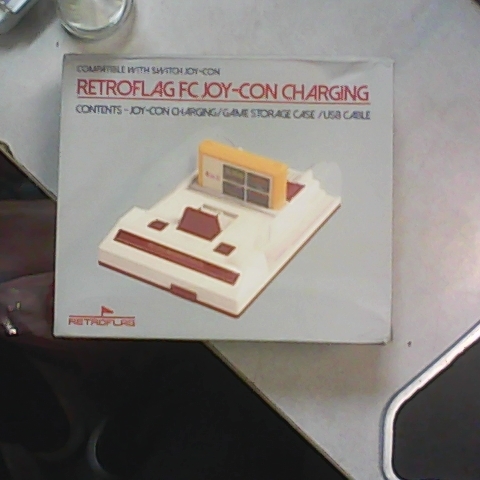 COMPATIBLE WITH SWITCH JOY-CON
RETROFLAG FC JOY-CON CHARGING
CONTENTS - JOY-CON CHARGING/GAME STORAGE CASE /USB CABLE
RETROFLAG